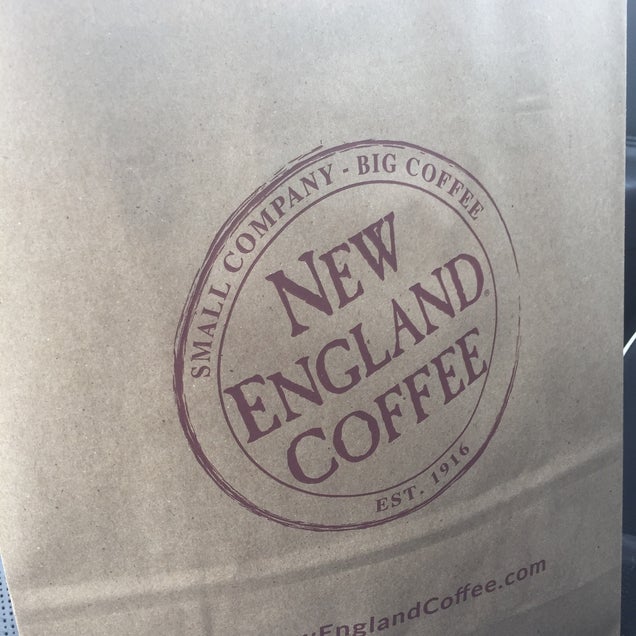 SMALL COMPANY - BIG COFFEE
NEW
ENGLAND®
COFFEE
EST. 1916
EnglandCoffee.com